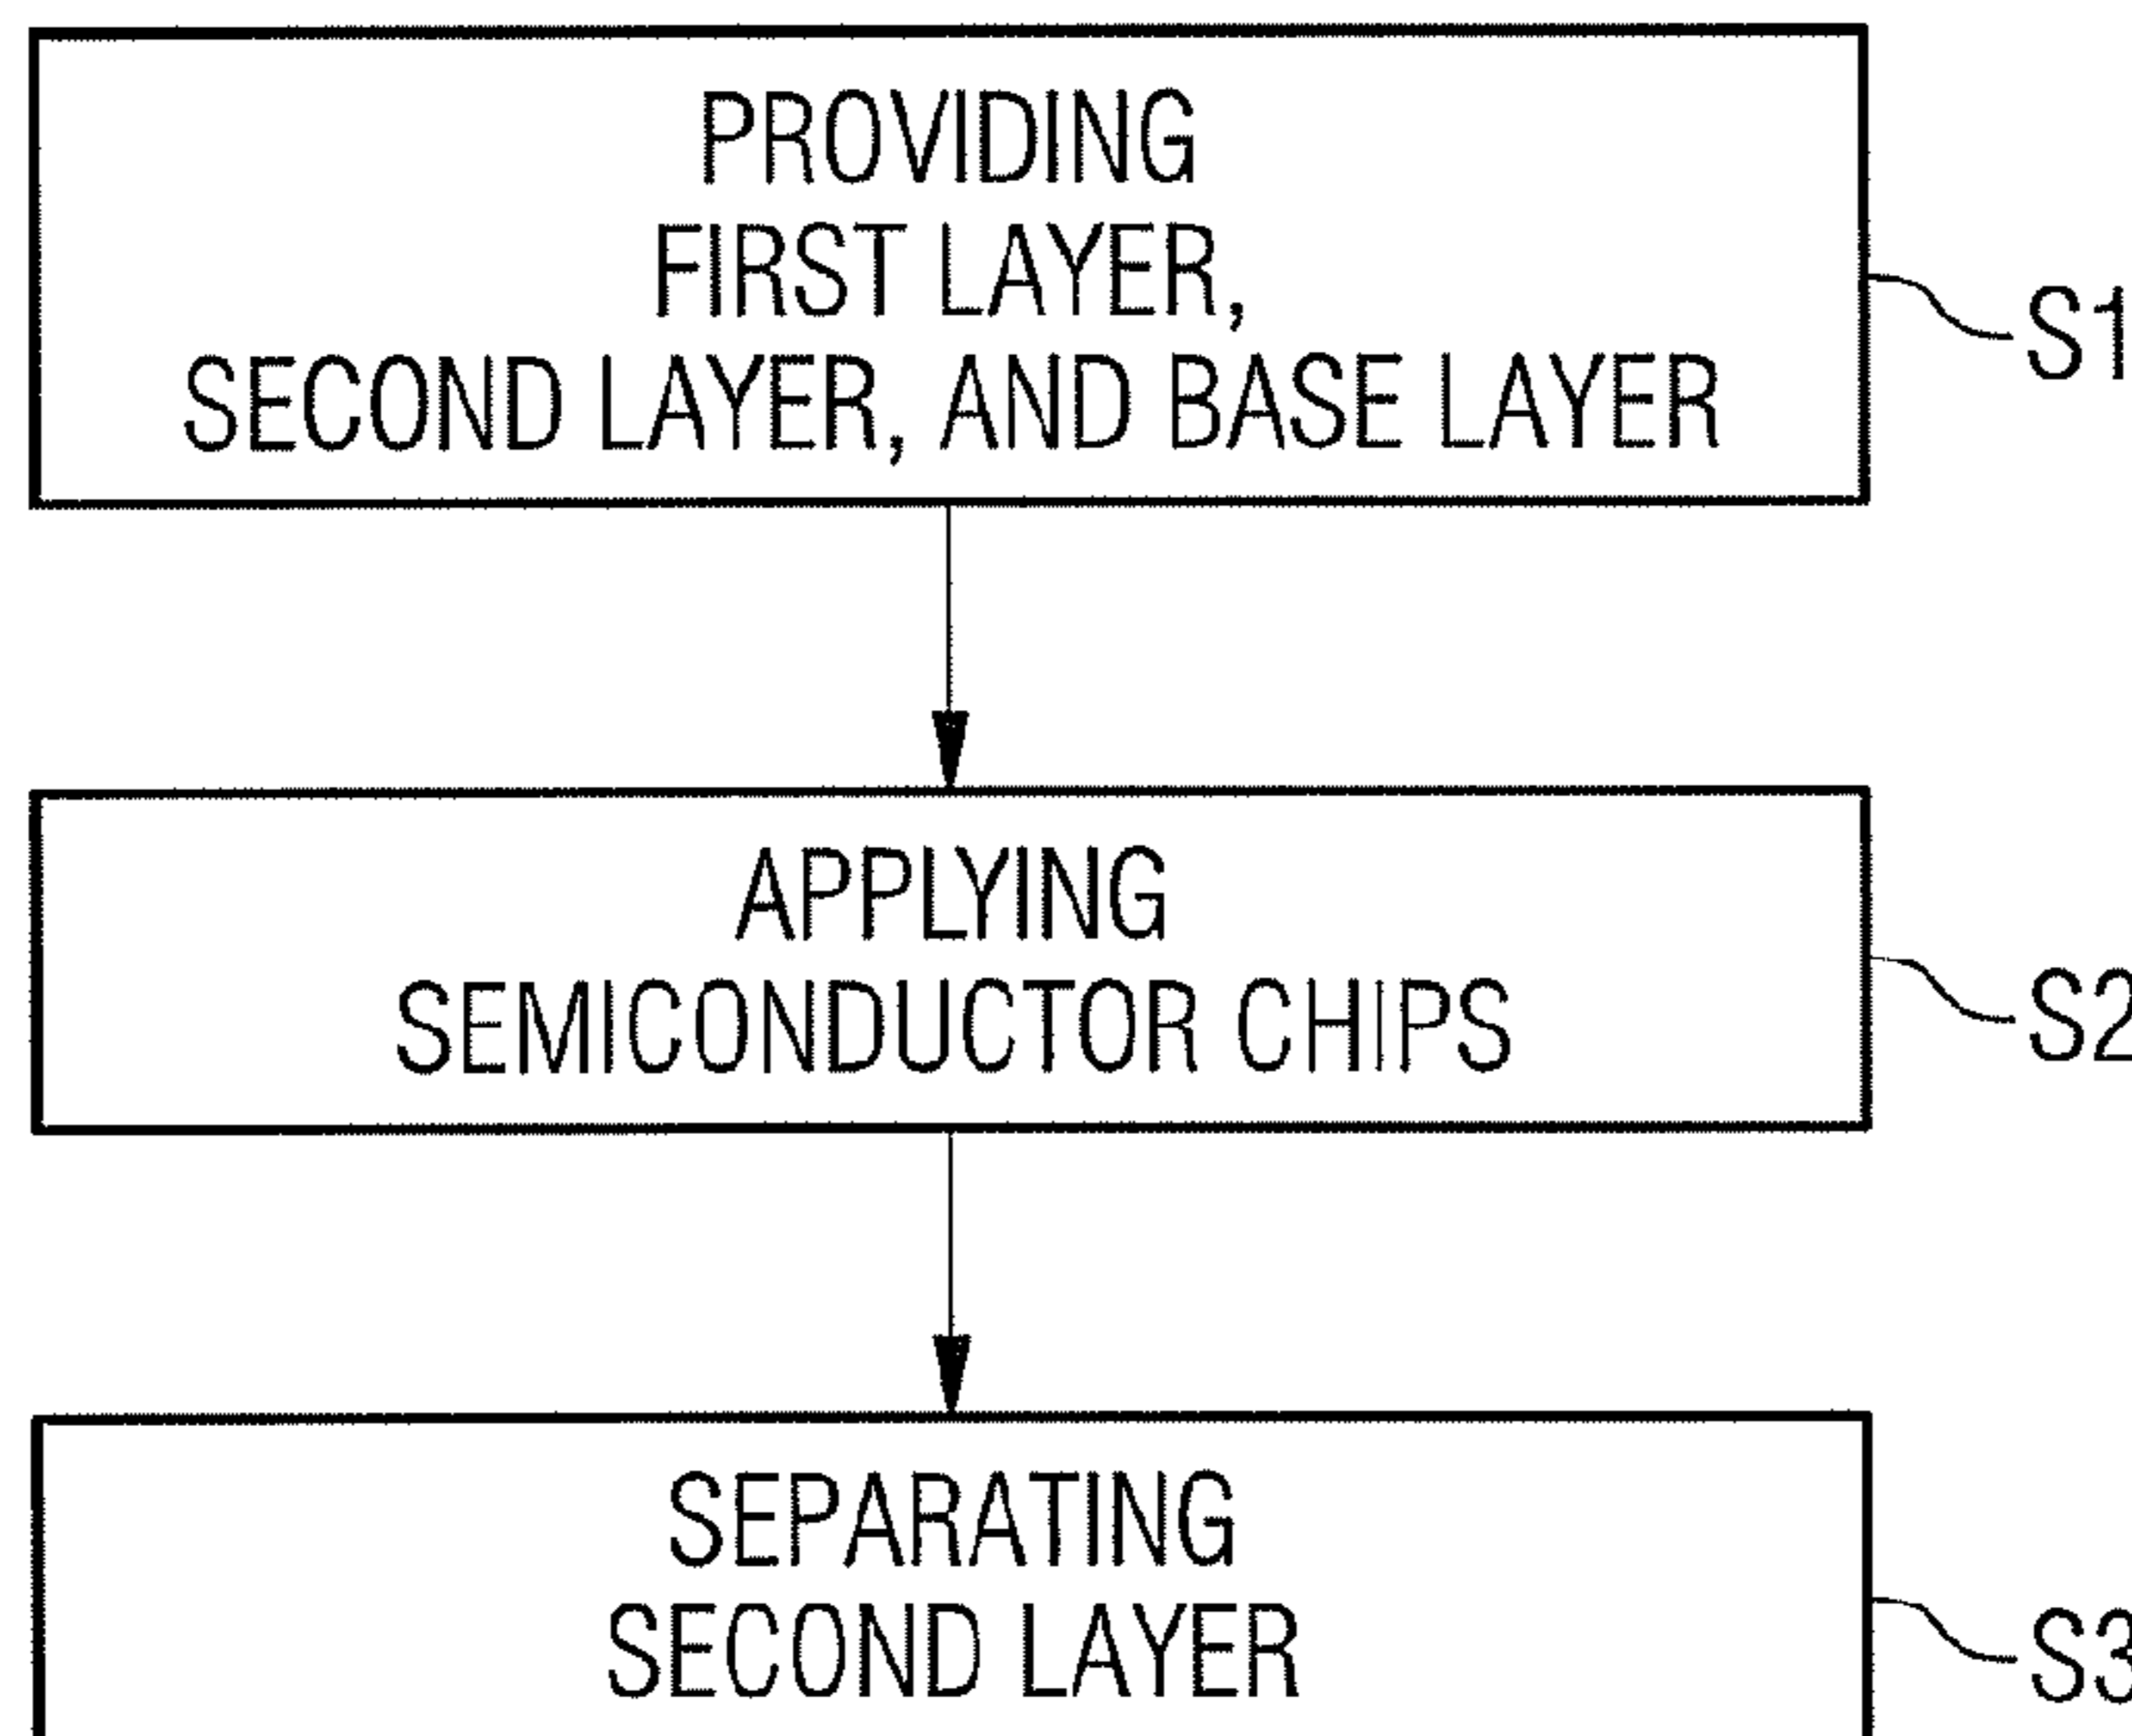 PROVIDING
FIRST LAYER,
SECOND LAYER, AND BASE LAYER
S1
APPLYING
SEMICONDUCTOR CHIPS
S2
SEPARATING
SECOND LAYER
S3